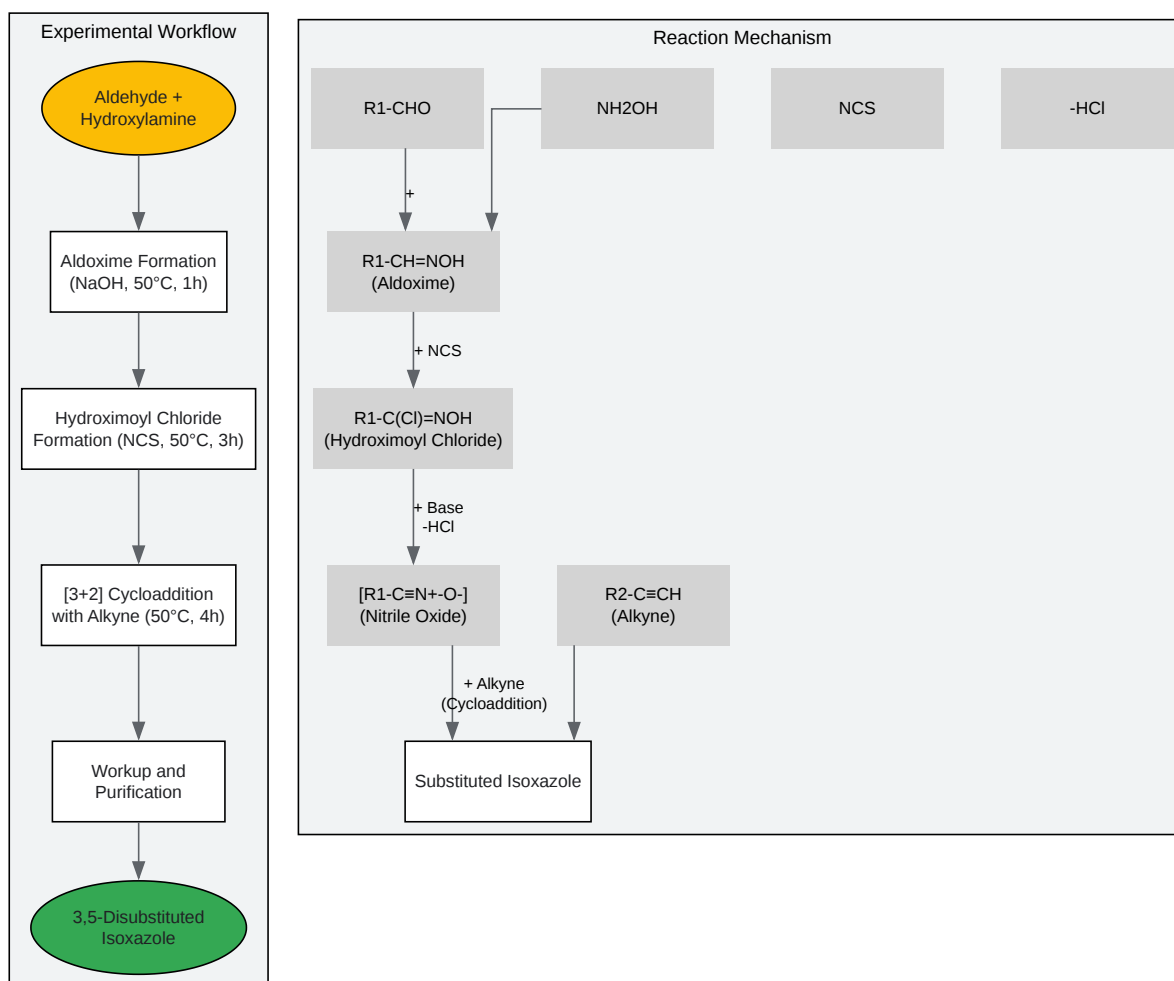 Experimental Workflow
Aldehyde +
Hydroxylamine
Aldoxime Formation
(NaOH, 50°C, 1h)
Hydroximoyl Chloride
Formation (NCS, 50°C, 3h)
[3+2] Cycloaddition
with Alkyne (50°C, 4h)
Workup and
Purification
3,5-Disubstituted
Isoxazole
Reaction Mechanism
R1-CHO
NH2OH
NCS
-HCl
+
R1-CH=NOH
(Aldoxime)
+ NCS
R1-C(Cl)=NOH
(Hydroximoyl Chloride)
+ Base
-HCl
[R1-C≡N+-O-]
(Nitrile Oxide)
R2-C≡CH
(Alkyne)
+ Alkyne
(Cycloaddition)
Substituted Isoxazole